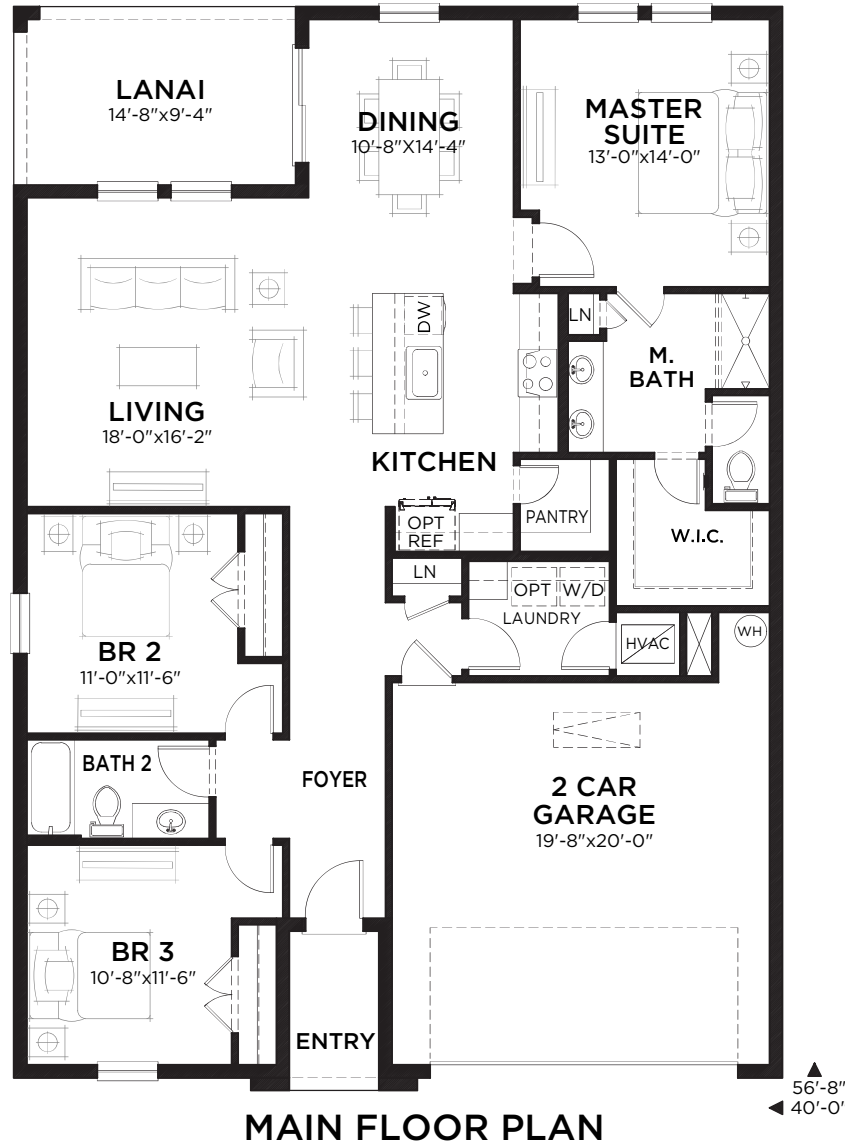 LANAI
14'-8"x9'-4"
DINING
10'-8"X14'-4"
MASTER
SUITE
13'-0"x14'-0"
DW
LN
M.
BATH
LIVING
18'-0"x16'-2"
KITCHEN
OPT
REF
PANTRY
W.I.C.
LN
OPT
W/D
LAUNDRY
HVAC
WH
BR 2
11'-0"x11'-6"
BATH 2
FOYER
2 CAR
GARAGE
19'-8"x20'-0"
BR 3
10'-8"x11'-6"
ENTRY
56'-8"
40'-0'
MAIN FLOOR PLAN